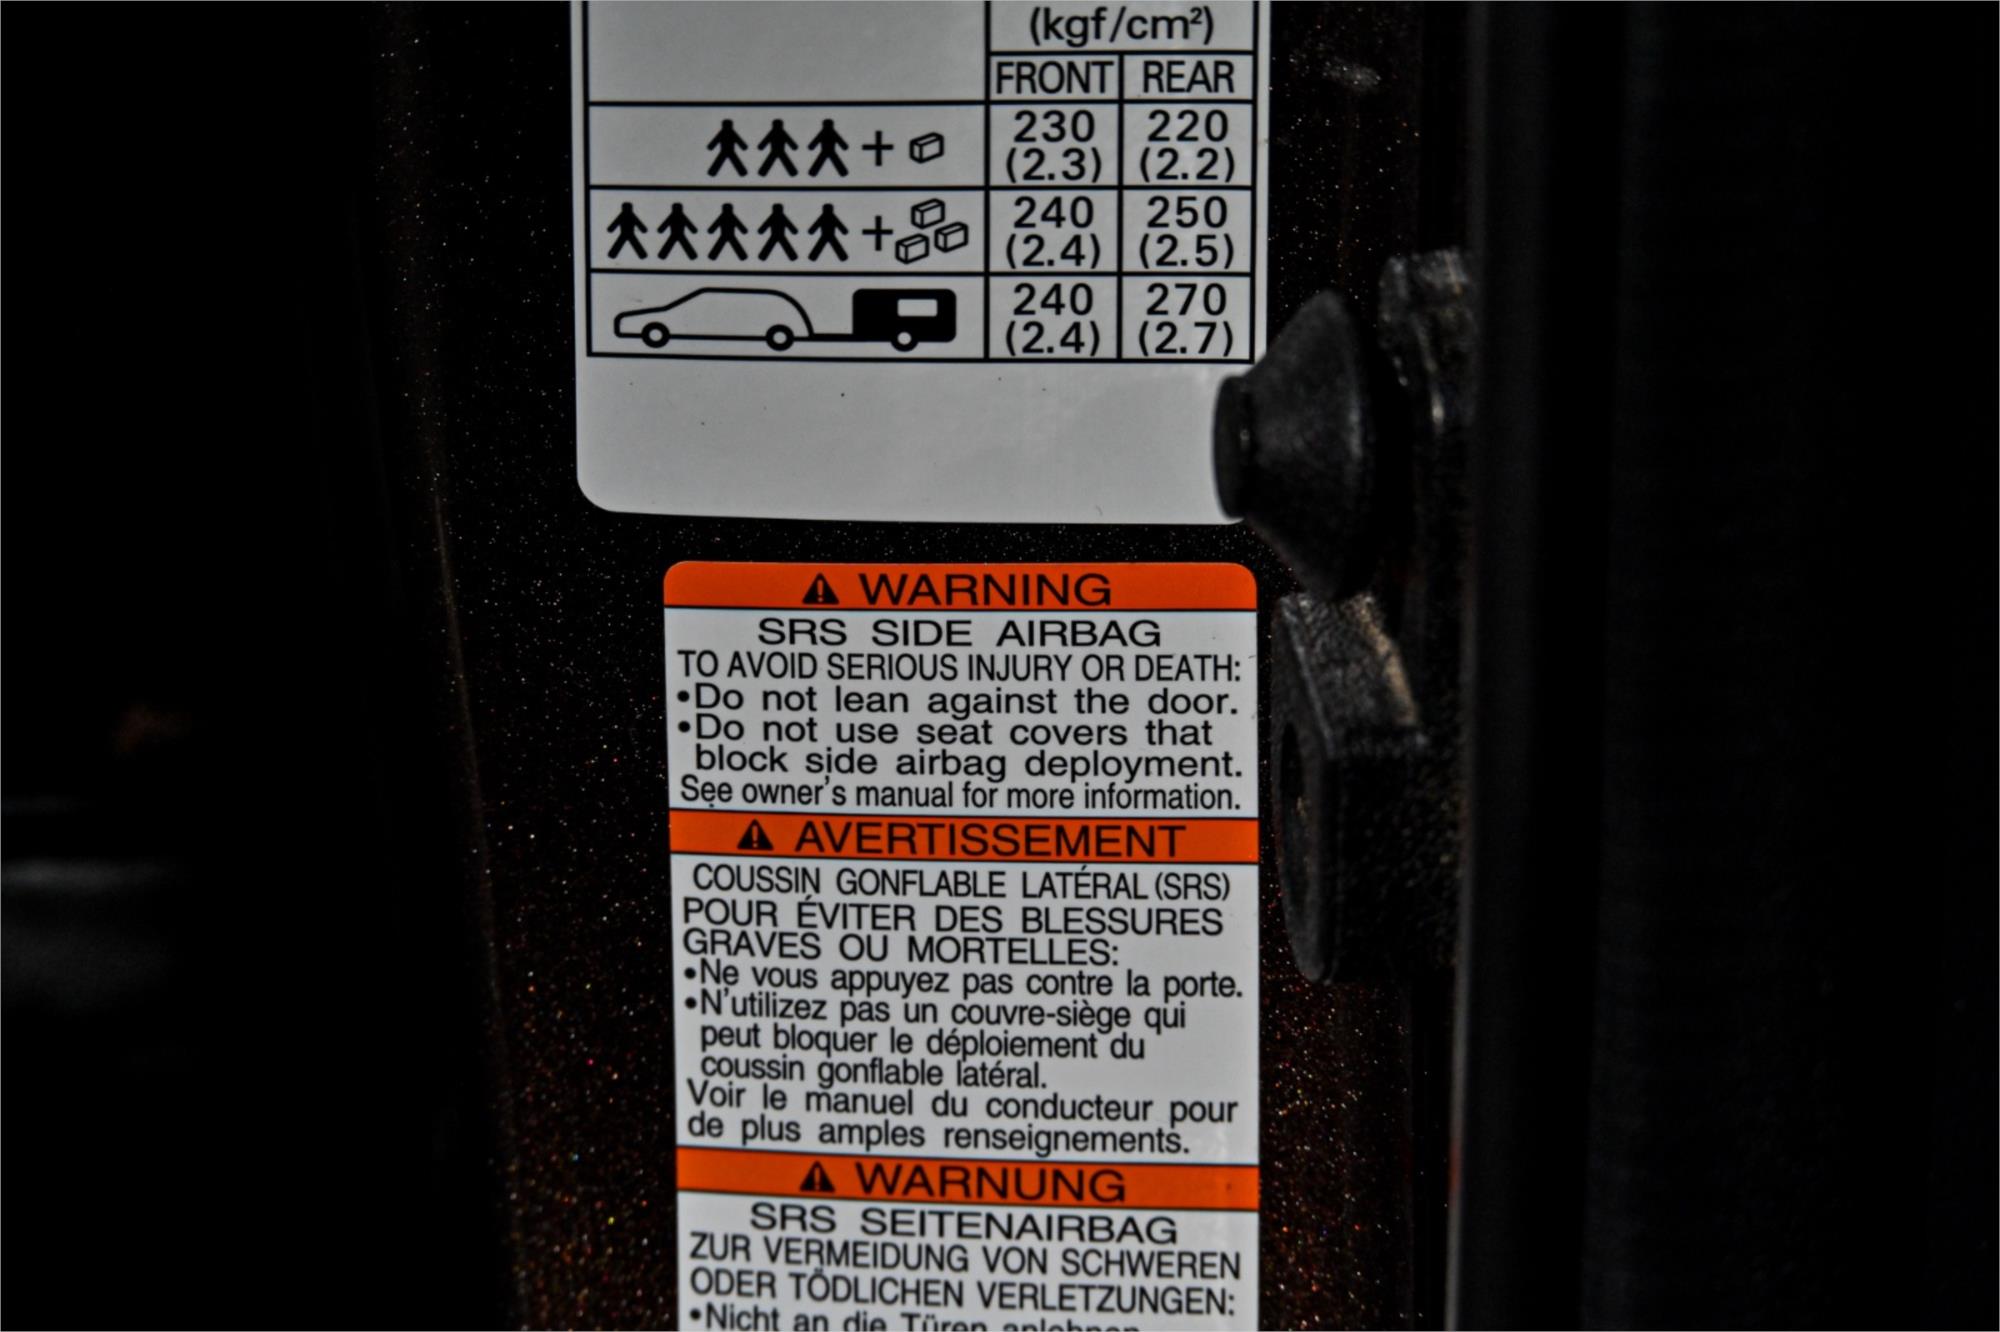 (kgf/cm²)
FRONT REAR
+ 230 220
(2.3) (2.2)
+ 240 250
(2.4) (2.5)
240 270
(2.4) (2.7)
WARNING
SRS SIDE AIRBAG
TO AVOID SERIOUS INJURY OR DEATH:
•Do not lean against the door.
•Do not use seat covers that
block side airbag deployment.
See owner's manual for more information.
AVERTISSEMENT
COUSSIN GONFLABLE LATÉRAL (SRS)
POUR ÉVITER DES BLESSURES
GRAVES OU MORTELLES:
•Ne vous appuyez pas contre la porte.
•N'utilizez pas un couvre-siège qui
peut bloquer le déploiement du
coussin gonflable latéral.
Voir le manuel du conducteur pour
de plus amples renseignements.
WARNUNG
SRS SEITENAIRBAG
ZUR VERMEIDUNG VON SCHWEREN
ODER TÖDLICHEN VERLETZUNGEN:
•Nicht an die Türen anlehnen